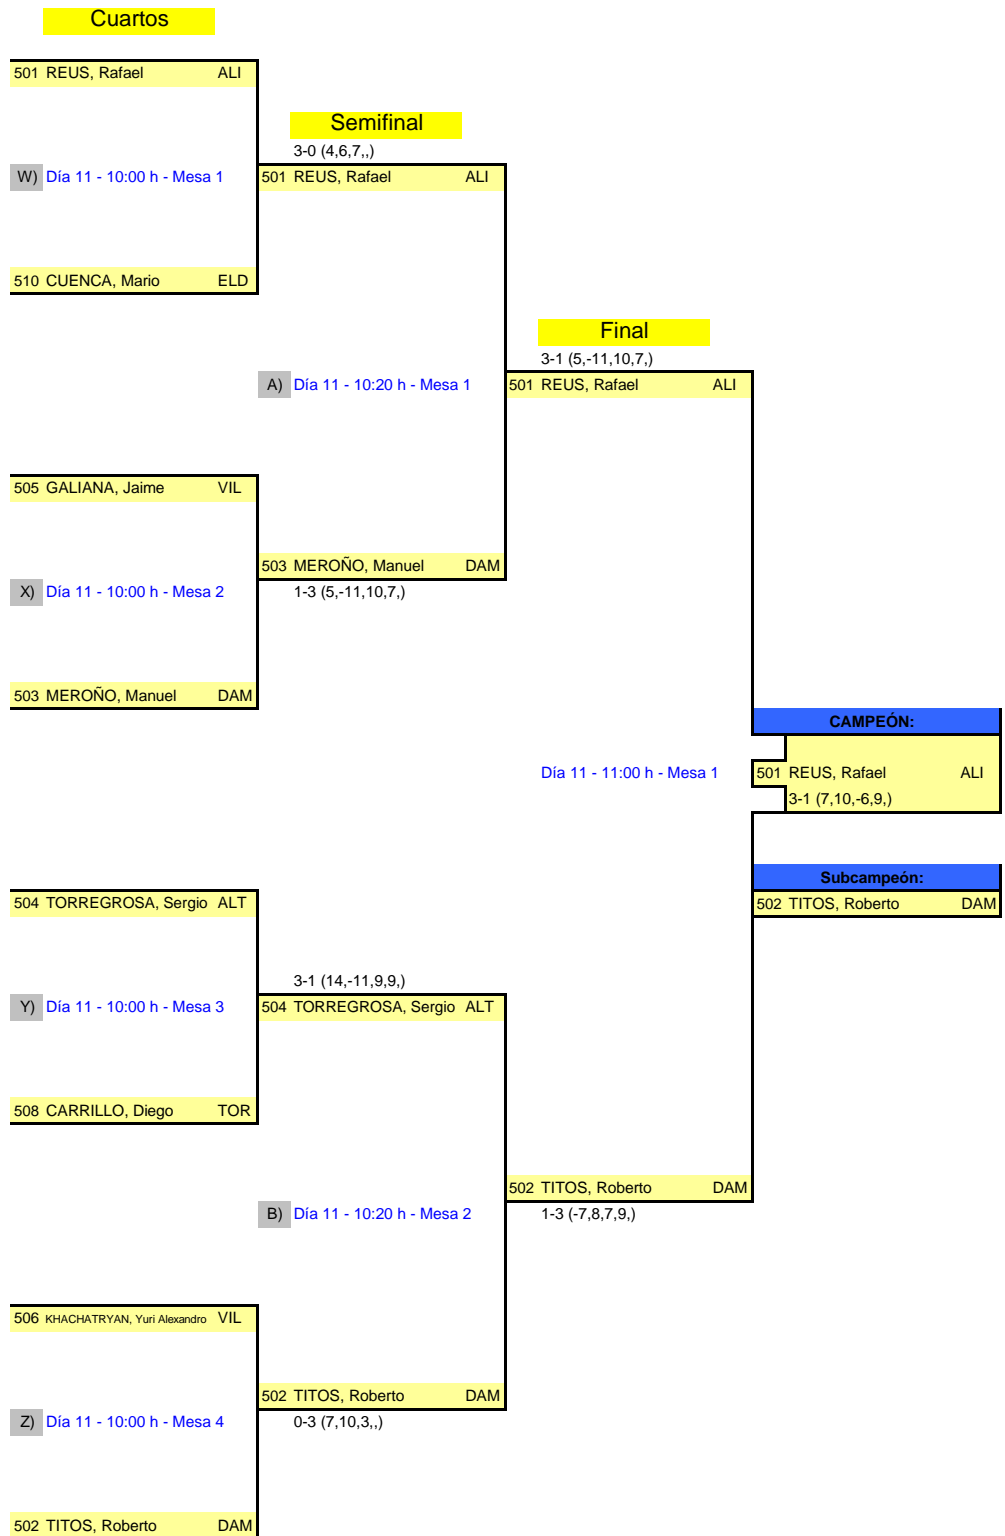 Cuartos
501 REUS, Rafael ALI
Semifinal
3-0 (4,6,7,,)
W) Día 11 - 10:00 h - Mesa 1
501 REUS, Rafael ALI
510 CUENCA, Mario ELD
Final
3-1 (5,-11,10,7,)
A) Día 11 - 10:20 h - Mesa 1
501 REUS, Rafael ALI
505 GALIANA, Jaime VIL
503 MEROÑO, Manuel DAM
X) Día 11 - 10:00 h - Mesa 2
1-3 (5,-11,10,7,)
503 MEROÑO, Manuel DAM
CAMPEÓN:
Día 11 - 11:00 h - Mesa 1
501 REUS, Rafael ALI
3-1 (7,10,-6,9,)
Subcampeón:
504 TORREGROSA, Sergio ALT
502 TITOS, Roberto DAM
3-1 (14,-11,9,9,)
Y) Día 11 - 10:00 h - Mesa 3
504 TORREGROSA, Sergio ALT
508 CARRILLO, Diego TOR
502 TITOS, Roberto DAM
B) Día 11 - 10:20 h - Mesa 2
1-3 (-7,8,7,9,)
506 KHACHATRYAN, Yuri Alexandro VIL
502 TITOS, Roberto DAM
Z) Día 11 - 10:00 h - Mesa 4
0-3 (7,10,3,,)
502 TITOS, Roberto DAM